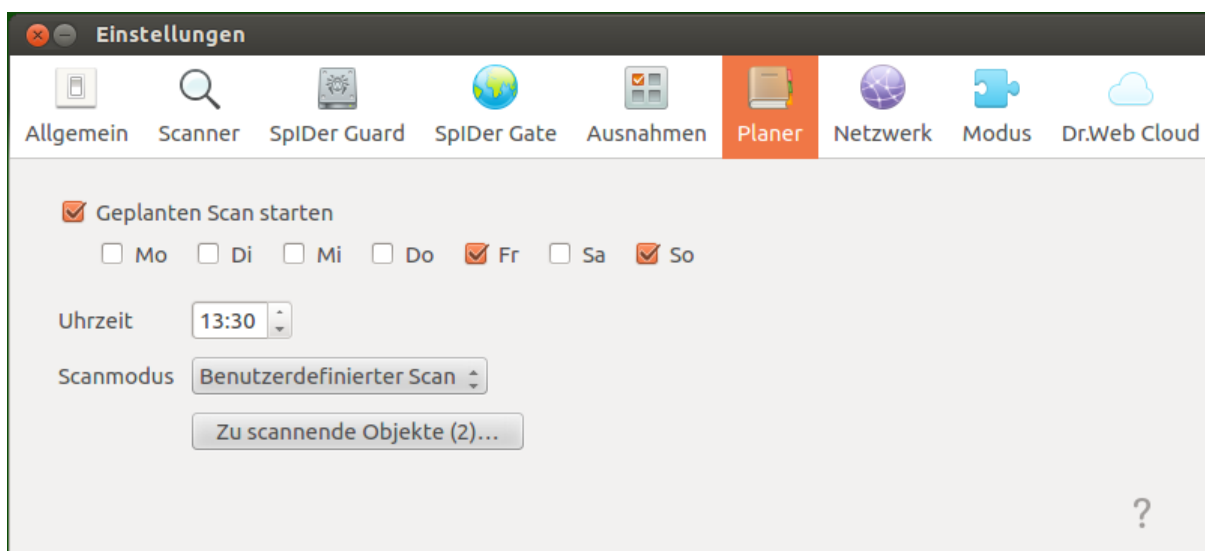 Einstellungen
Allgemein Scanner SpIDer Guard SpIDer Gate Ausnahmen Planer Netzwerk Modus Dr.Web Cloud
Geplanten Scan starten
Mo Di Mi Do Fr Sa So
Uhrzeit 13:30
Scanmodus Benutzerdefinierter Scan
Zu scannende Objekte (2)...
?